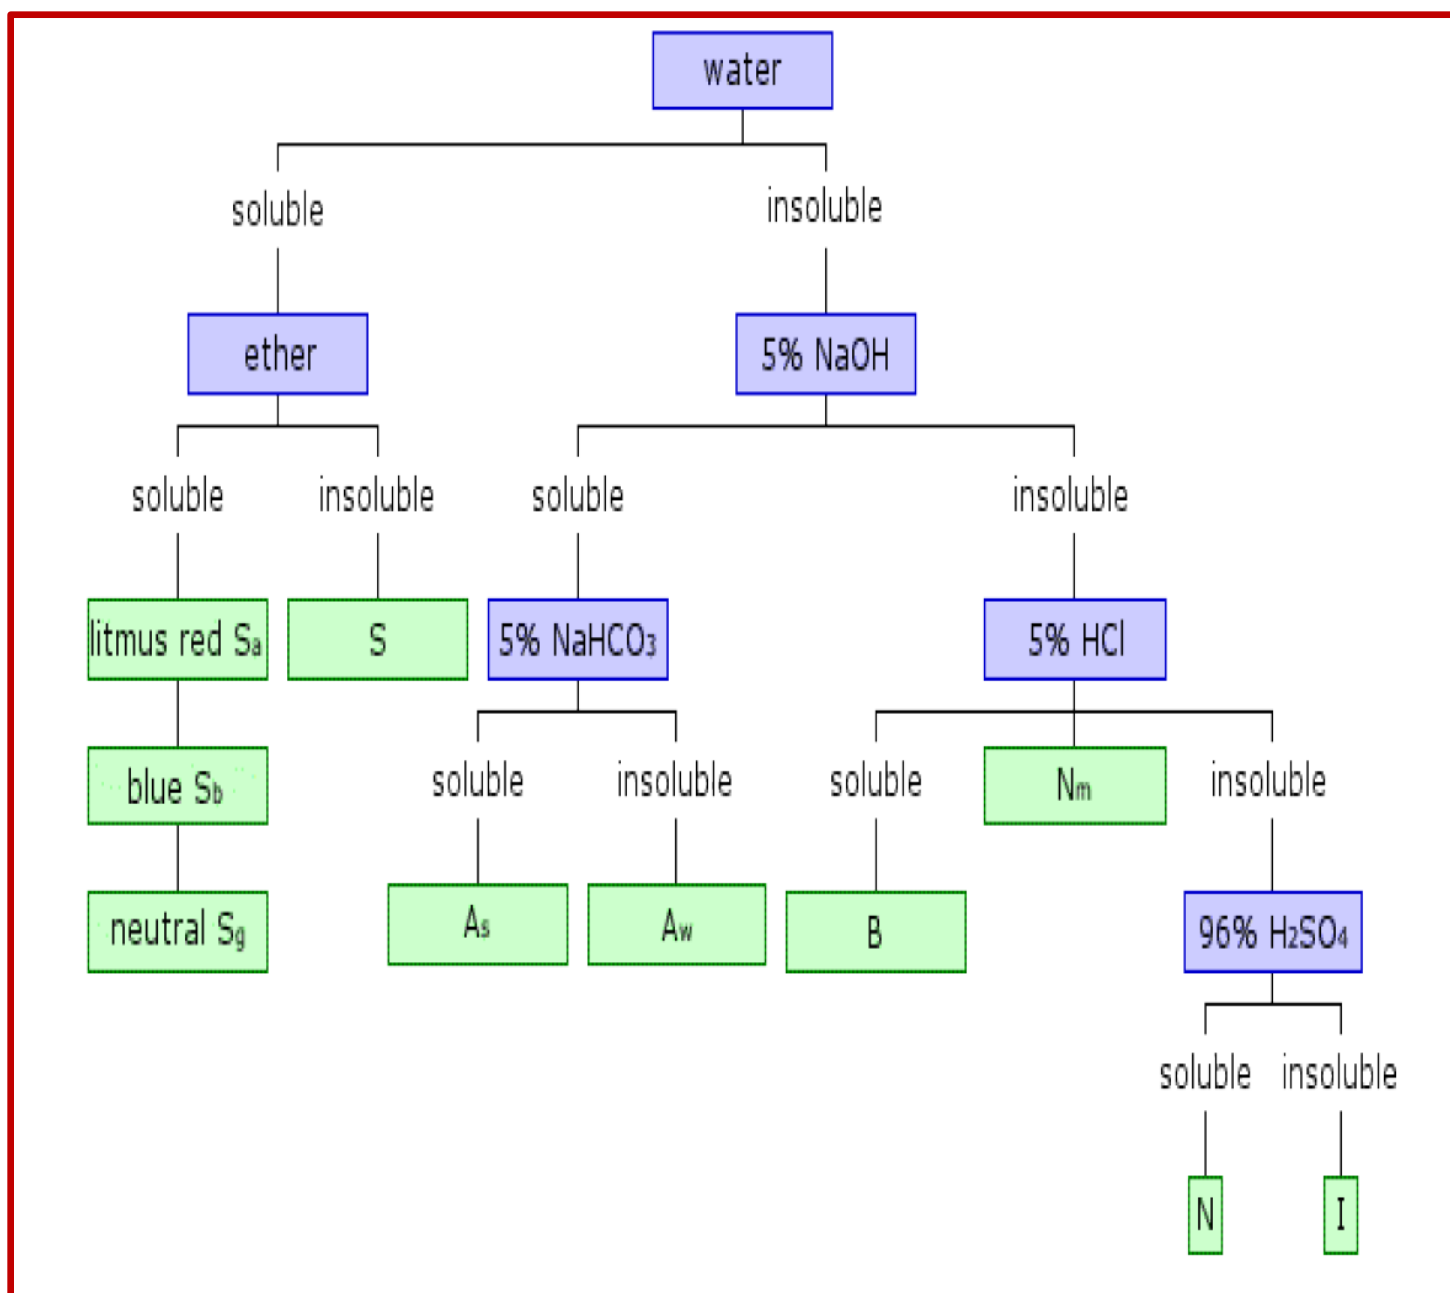 water
soluble
insoluble
ether
5% NaOH
soluble
insoluble
soluble
insoluble
litmus red Sa
S
5% NaHCO₃
5% HCl
blue Sb
soluble
insoluble
soluble
Nm
insoluble
neutral Sg
As
Aw
B
96% H₂SO₄
soluble
insoluble
N
I